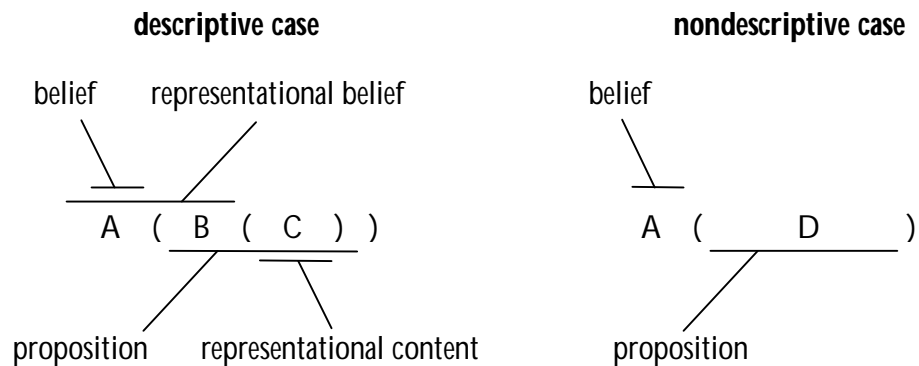 descriptive case nondescriptive case
belief representational belief belief
A ( B ( C ) ) A ( D )
proposition representational content proposition